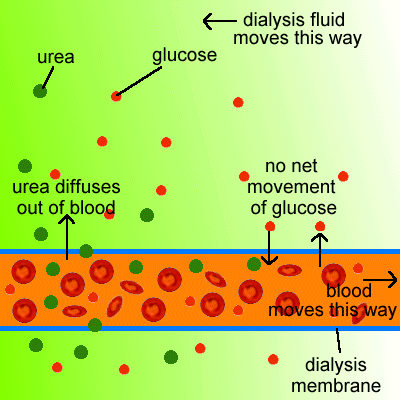 dialysis fluid
moves this way
urea
glucose
no net
movement
of glucose
urea diffuses
out of blood
blood
moves this way
dialysis
membrane